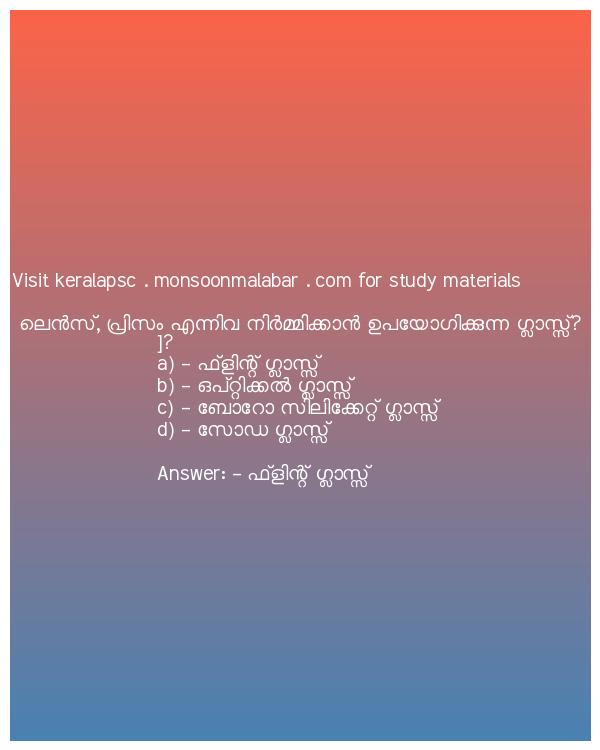 Visit keralapsc . monsoonmalabar . com for study materials
ലെൻസ്, പ്രിസം എന്നിവ നിർമ്മിക്കാൻ ഉപയോഗിക്കുന്ന ഗ്ലാസ്സ്?
]?
a) - ഫ്ളിന്റ് ഗ്ലാസ്സ്
b) - ഒപ്റ്റിക്കൽ ഗ്ലാസ്സ്
c) - ബോറോ സിലിക്കേറ്റ് ഗ്ലാസ്സ്
d) - സോഡ ഗ്ലാസ്സ്
Answer: - ഫ്ളിന്റ് ഗ്ലാസ്സ്